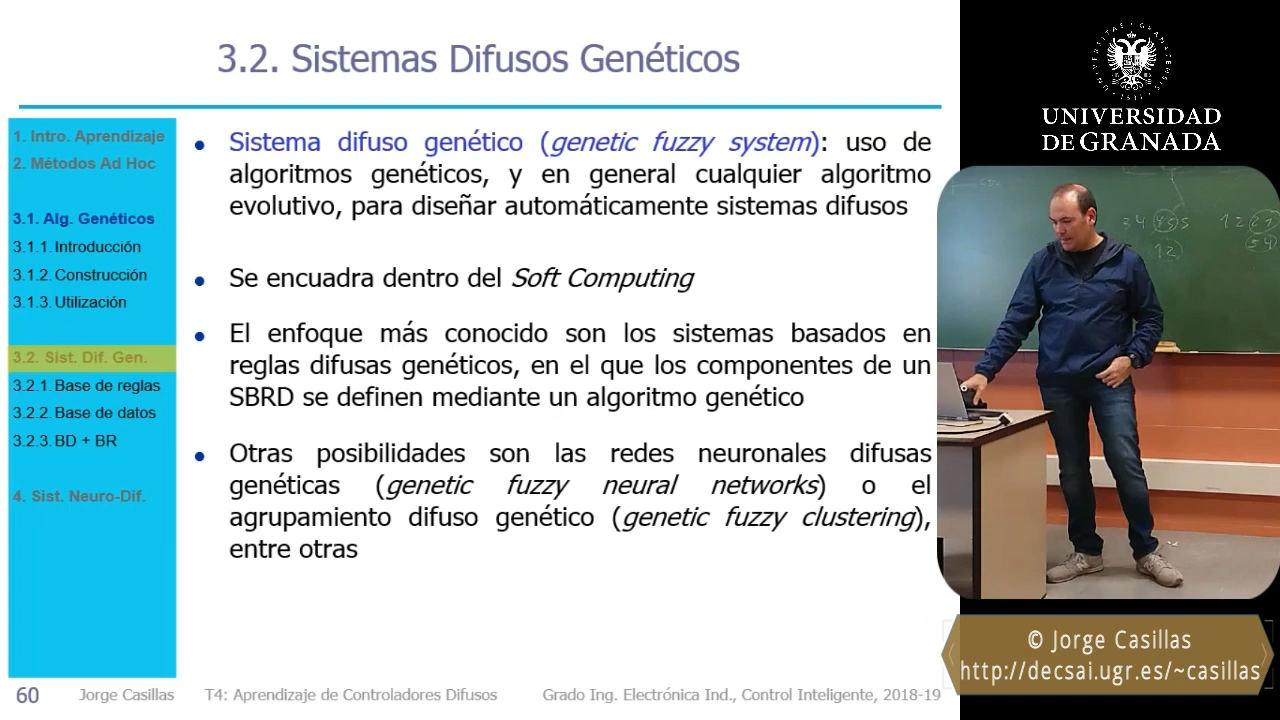 3.2. Sistemas Difusos Genéticos
1. Intro. Aprendizaje
2. Métodos Ad Hoc
3.1. Alg. Genéticos
3.1.1. Introducción
3.1.2. Construcción
3.1.3. Utilización
3.2. Sist. Dif. Gen.
3.2.1. Base de reglas
3.2.2. Base de datos
3.2.3. BD + BR
4. Sist. Neuro-Dif.
• Sistema difuso genético (genetic fuzzy system): uso de
algoritmos genéticos, y en general cualquier algoritmo
evolutivo, para diseñar automáticamente sistemas difusos
• Se encuadra dentro del Soft Computing
• El enfoque más conocido son los sistemas basados en
reglas difusas genéticos, en el que los componentes de un
SBRD se definen mediante un algoritmo genético
• Otras posibilidades son las redes neuronales difusas
genéticas (genetic fuzzy neural networks) o el
agrupamiento difuso genético (genetic fuzzy clustering),
entre otras
60 Jorge Casillas T4: Aprendizaje de Controladores Difusos Grado Ing. Electrónica Ind., Control Inteligente, 2018-19
UNIVERSIDAD
DE GRANADA
© Jorge Casillas
http://decsai.ugr.es/~casillas